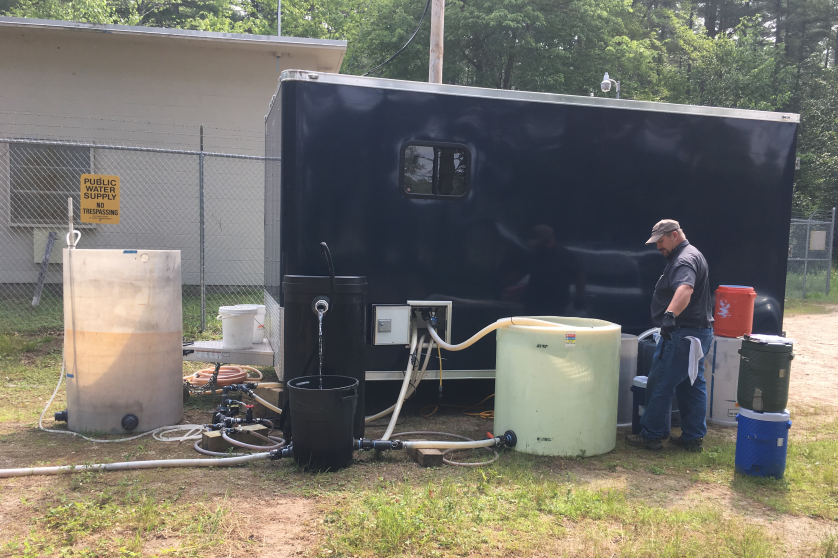 PUBLIC
WATER
SUPPLY
NO
TRESPASSING